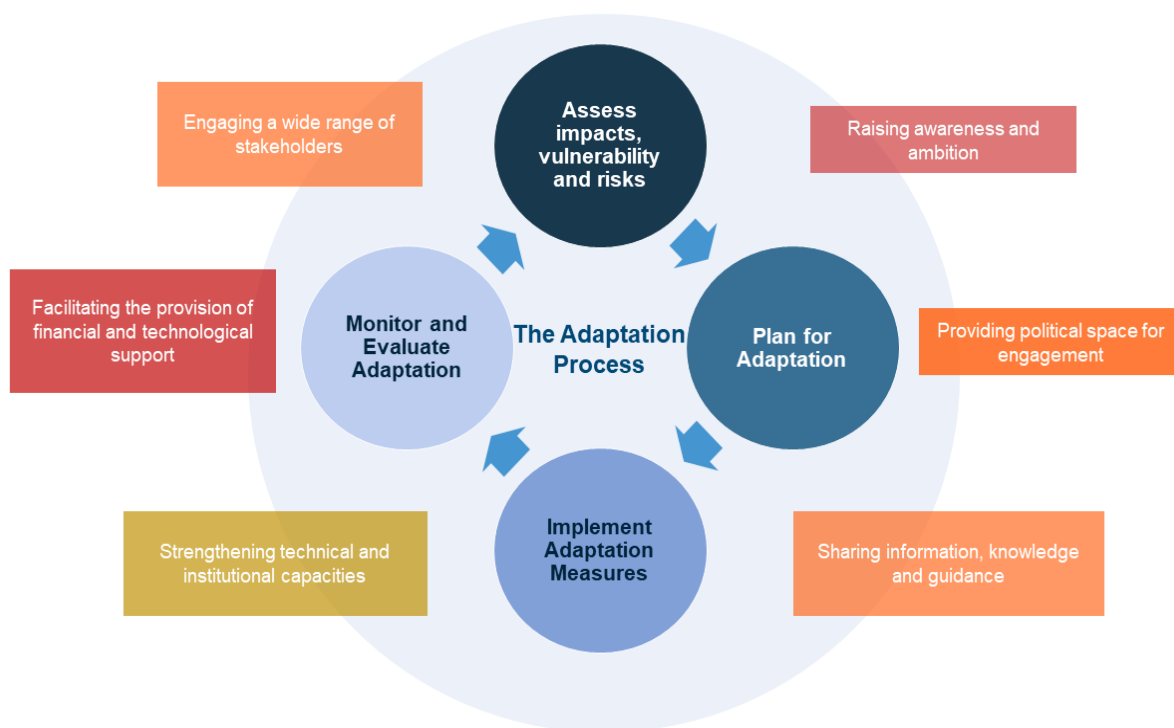 Assess
impacts,
vulnerability
and risks
Engaging a wide range of
stakeholders
Raising awareness and
ambition
Facilitating the provision of
financial and technological
support
Monitor and
Evaluate
Adaptation
The Adaptation
Process
Plan for
Adaptation
Providing political space for
engagement
Strengthening technical and
institutional capacities
Implement
Adaptation
Measures
Sharing information, knowledge
and guidance